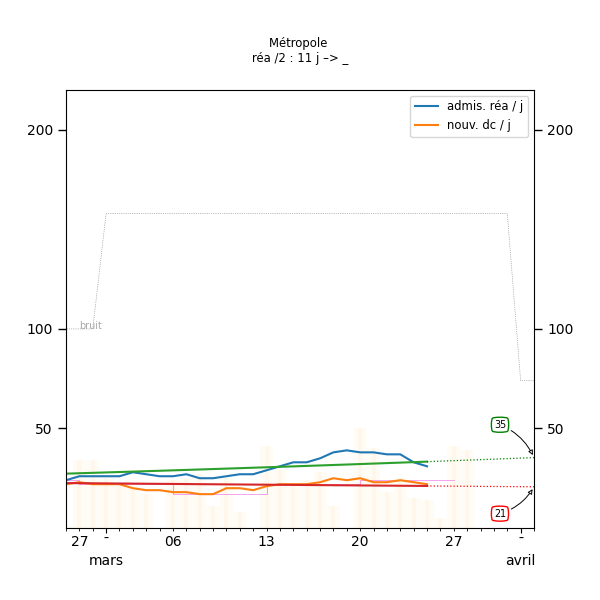 Métropole
réa /2 : 11 j –> _
admis. réa / j
nouv. dc / j
200
200
100
100
bruit
50
50
35
21
27
-
06
13
20
27
-
mars
avril